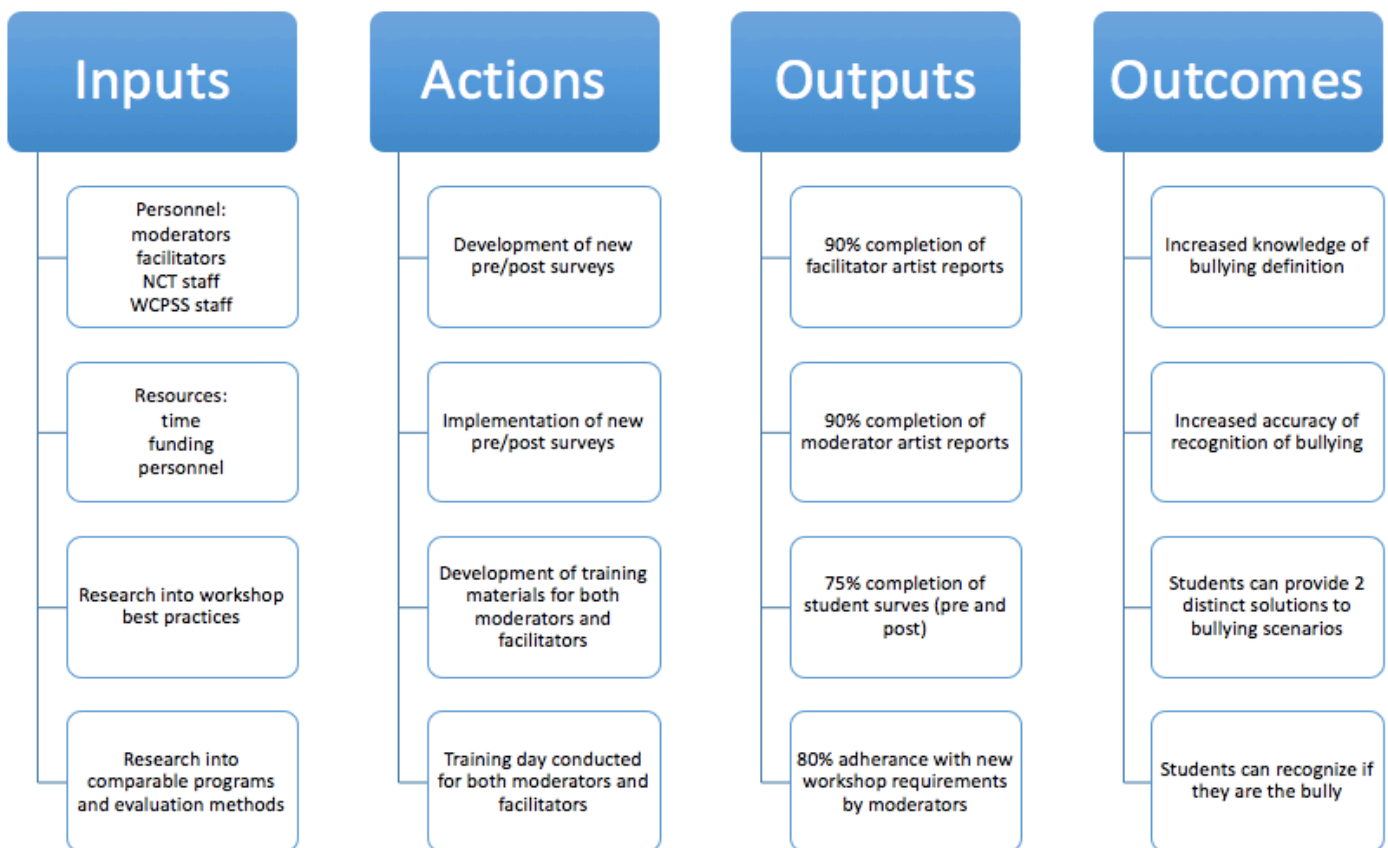 Inputs
Personnel:
moderators
facilitators
NCT staff
WCPSS staff
Resources:
time
funding
personnel
Research into workshop
best practices
Research into
comparable programs
and evaluation methods
Actions
Development of new
pre/post surveys
Implementation of new
pre/post surveys
Development of training
materials for both
moderators and
facilitators
Training day conducted
for both moderators and
facilitators
Outputs
90% completion of
facilitator artist reports
90% completion of
moderator artist reports
75% completion of
student surves (pre and
post)
80% adherance with new
workshop requirements
by moderators
Outcomes
Increased knowledge of
bullying definition
Increased accuracy of
recognition of bullying
Students can provide 2
distinct solutions to
bullying scenarios
Students can recognize if
they are the bully